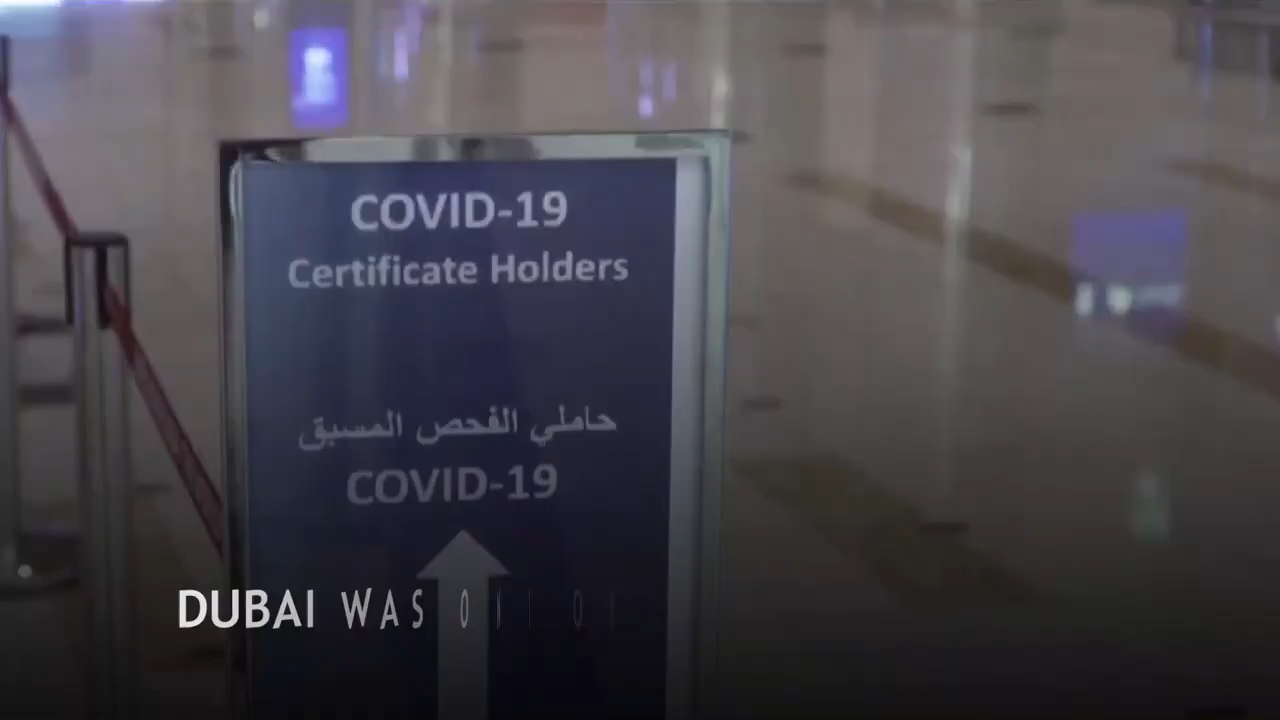 COVID-19
Certificate Holders
حاملي الفحص المسبق
COVID-19
DUBAI WAS